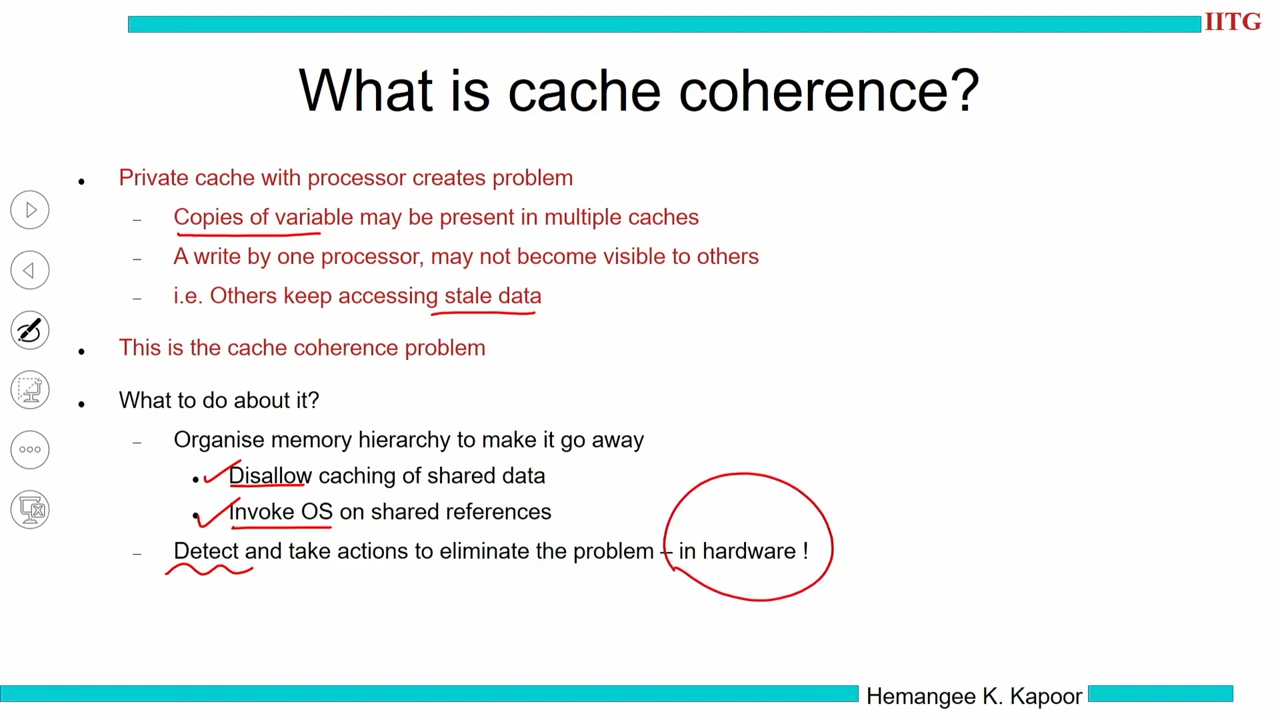 IITG
What is cache coherence?
• Private cache with processor creates problem
– Copies of variable may be present in multiple caches
– A write by one processor, may not become visible to others
– i.e. Others keep accessing stale data
• This is the cache coherence problem
• What to do about it?
– Organise memory hierarchy to make it go away
• Disallow caching of shared data
• Invoke OS on shared references
– Detect and take actions to eliminate the problem – in hardware !
Hemangee K. Kapoor